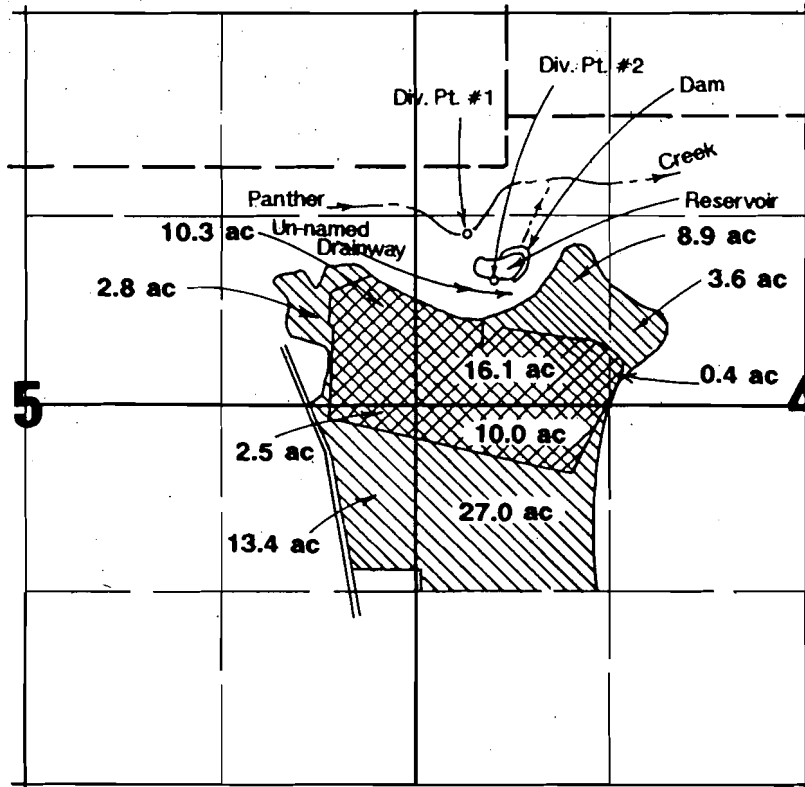 Div. Pt. #2
Div. Pt. #1
Dam
Creek
Panther
Reservoir
Un-named
Drainway
10.3 ac
8.9 ac
2.8 ac
3.6 ac
16.1 ac
0.4 ac
5
4
10.0 ac
2.5 ac
27.0 ac
13.4 ac